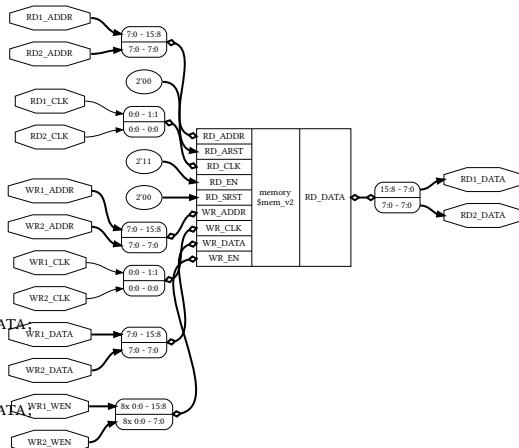 RD1_ADDR
RD2_ADDR
7:0 - 15:8
7:0 - 7:0
2'00
RD1_CLK
RD2_CLK
0:0 - 1:1
0:0 - 0:0
2'11
2'00
WR1_ADDR
WR2_ADDR
7:0 - 15:8
7:0 - 7:0
WR1_CLK
WR2_CLK
0:0 - 1:1
0:0 - 0:0
ATA;
WR1_DATA
WR2_DATA
7:0 - 15:8
7:0 - 7:0
ATA;
WR1_WEN
WR2_WEN
8x 0:0 - 15:8
8x 0:0 - 7:0
RD_ADDR
RD_ARST
RD_CLK
RD_EN
RD_SRST
WR_ADDR
WR_CLK
WR_DATA
WR_EN
memory
$mem_v2
RD_DATA
15:8 - 7:0
7:0 - 7:0
RD1_DATA
RD2_DATA